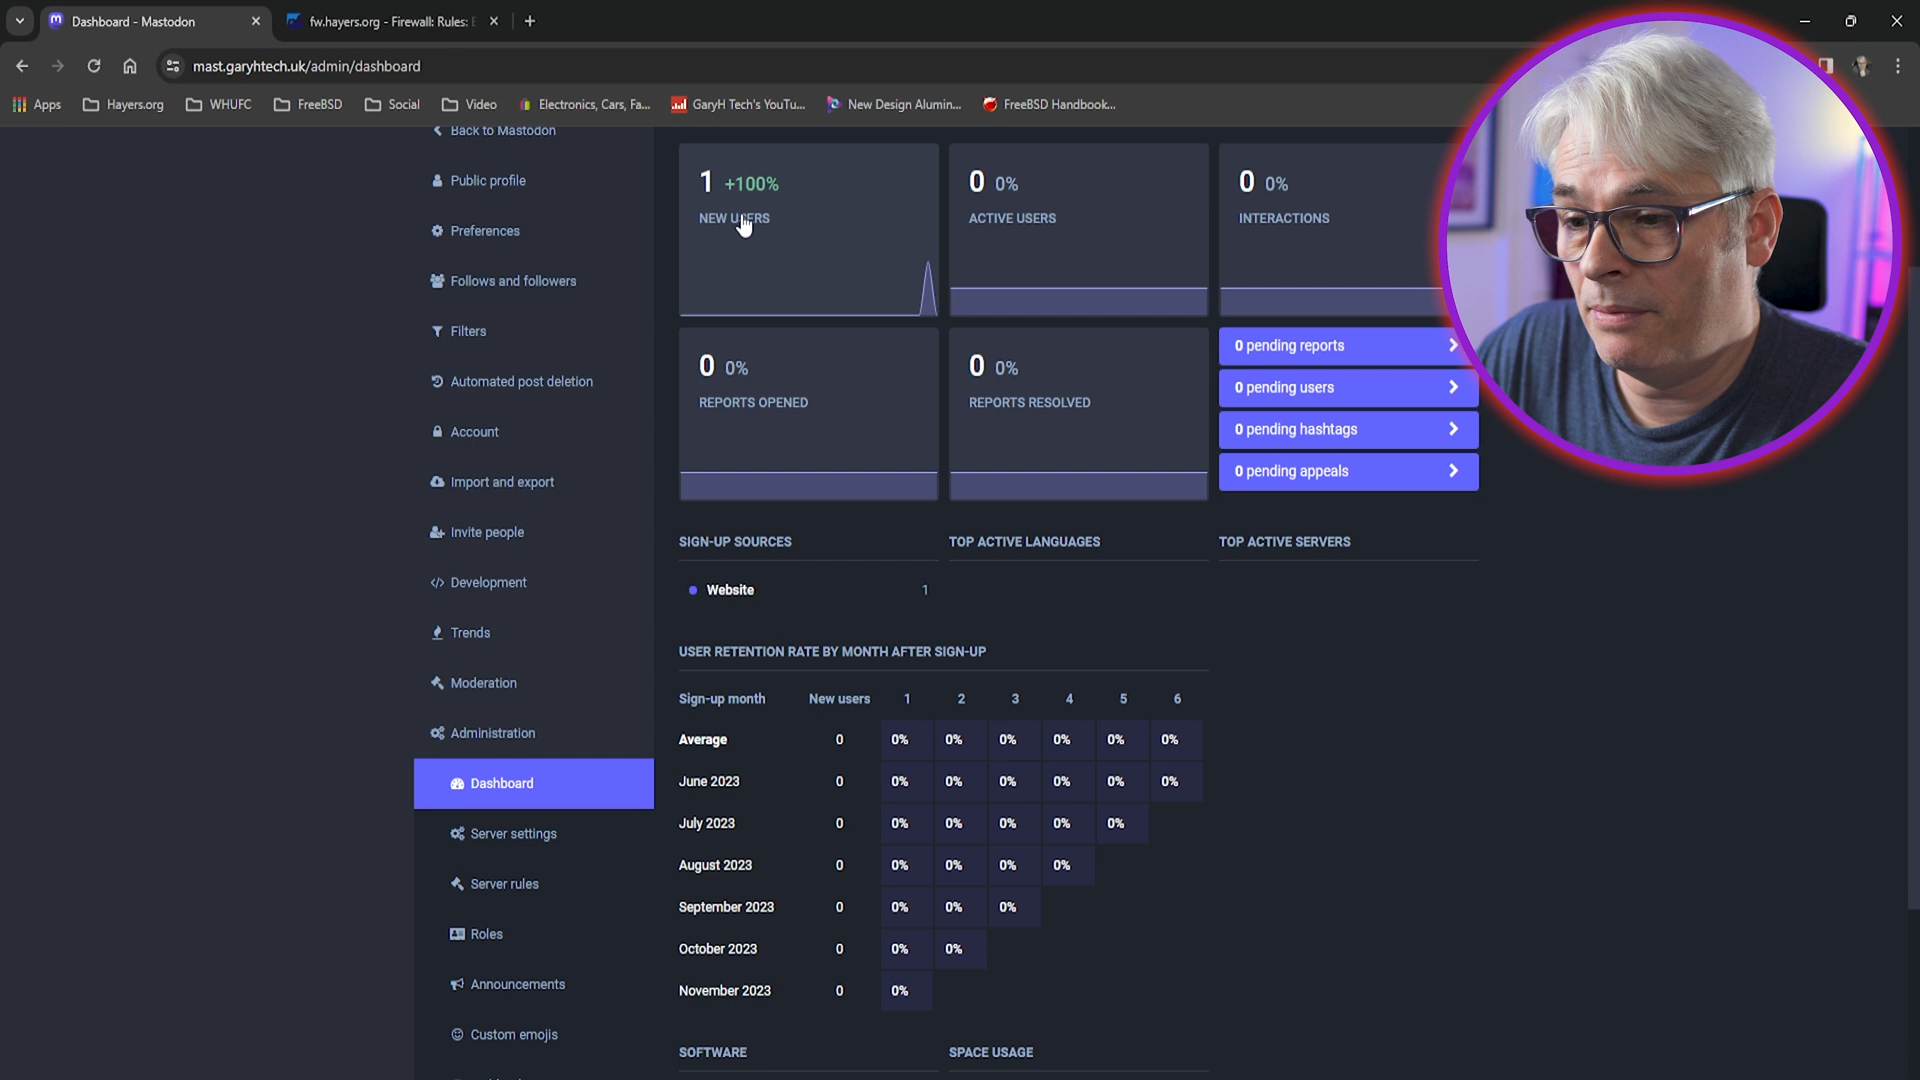 Dashboard - Mastodon
fw.hayers.org - Firewall: Rules:
mast.garyhtech.uk/admin/dashboard
Apps
Hayers.org
WHUFC
FreeBSD
Social
Video
Electronics, Cars, Fa...
GaryH Tech's YouTu...
New Design Alumin...
FreeBSD Handbook...
Back to Mastodon
Public profile
Preferences
Follows and followers
Filters
Automated post deletion
Account
Import and export
Invite people
Development
Trends
Moderation
Administration
Dashboard
Server settings
Server rules
Roles
Announcements
Custom emojis
1 +100%
NEW USERS
0 0%
ACTIVE USERS
0 0%
INTERACTIONS
0 0%
REPORTS OPENED
0 0%
REPORTS RESOLVED
0 pending reports
0 pending users
0 pending hashtags
0 pending appeals
SIGN-UP SOURCES
Website 1
TOP ACTIVE LANGUAGES
TOP ACTIVE SERVERS
USER RETENTION RATE BY MONTH AFTER SIGN-UP
Sign-up month New users 1 2 3 4 5 6
Average 0 0% 0% 0% 0% 0% 0%
June 2023 0 0% 0% 0% 0% 0% 0%
July 2023 0 0% 0% 0% 0% 0%
August 2023 0 0% 0% 0% 0%
September 2023 0 0% 0% 0%
October 2023 0 0% 0%
November 2023 0 0%
SOFTWARE
SPACE USAGE